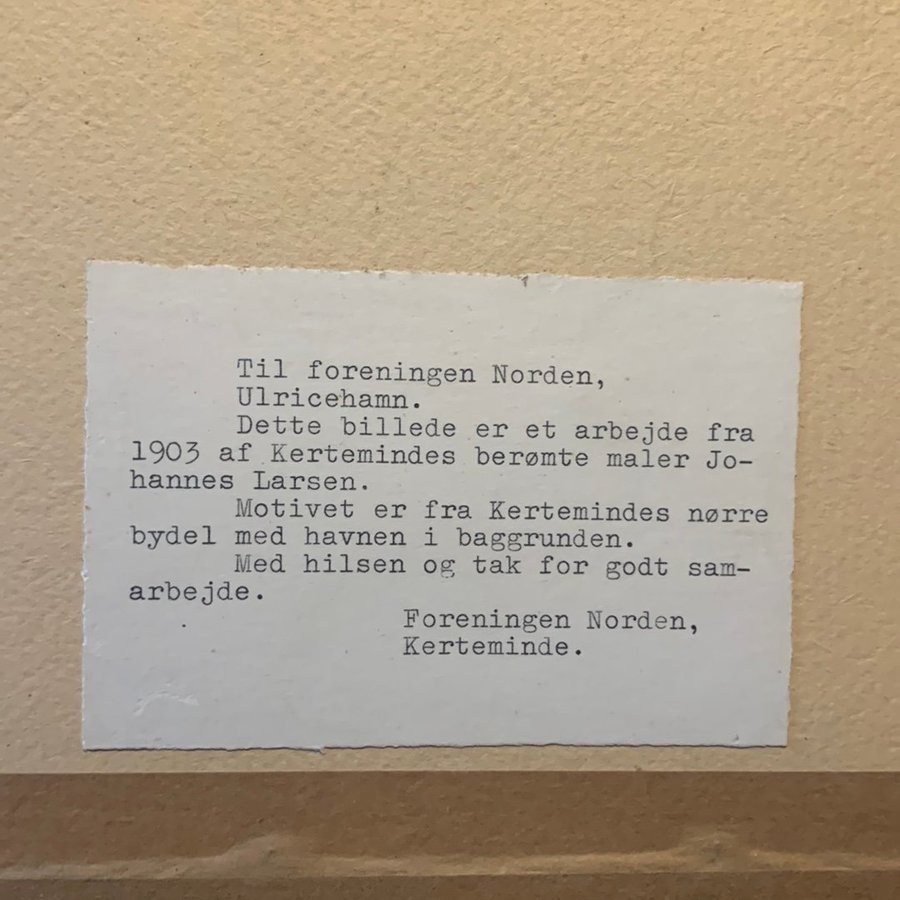 Til foreningen Norden,
Ulricehamn.
Dette billede er et arbejde fra
1903 af Kertemindes berømte maler Jo-
hannes Larsen.
Motivet er fra Kertemindes nørre
bydel med havnen i baggrunden.
Med hilsen og tak for godt sam-
arbejde.
Foreningen Norden,
Kerteminde.